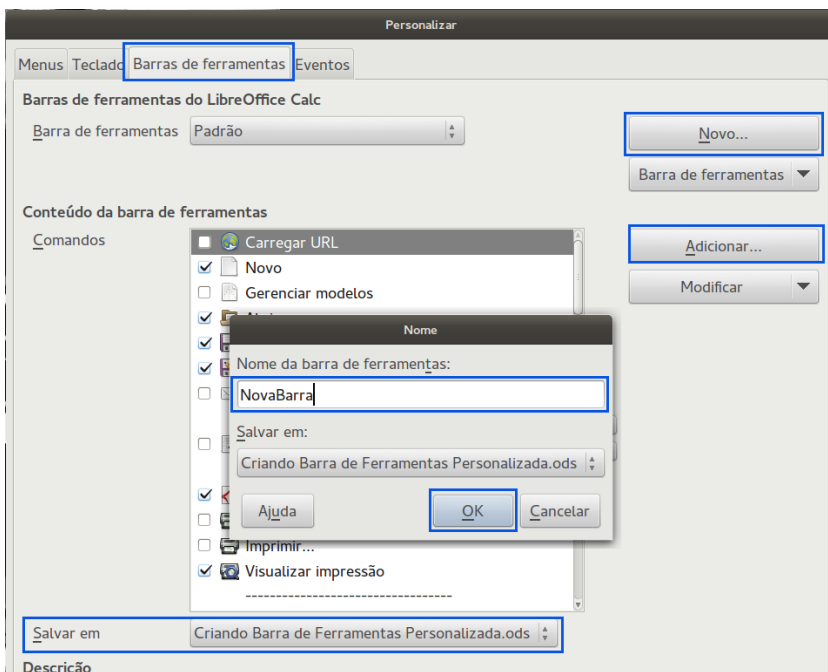 Personalizar
Menus Teclado Barras de ferramentas Eventos
Barras de ferramentas do LibreOffice Calc
Barra de ferramentas Padrão
Novo...
Barra de ferramentas
Conteúdo da barra de ferramentas
Comandos
Carregar URL
Adicionar...
Novo
Gerenciar modelos
Modificar
Nome
Nome da barra de ferramentas:
NovaBarra
Salvar em:
Criando Barra de Ferramentas Personalizada.ods
Ajuda OK Cancelar
Imprimir...
Visualizar impressão
----------------------------------
Salvar em Criando Barra de Ferramentas Personalizada.ods
Descrição